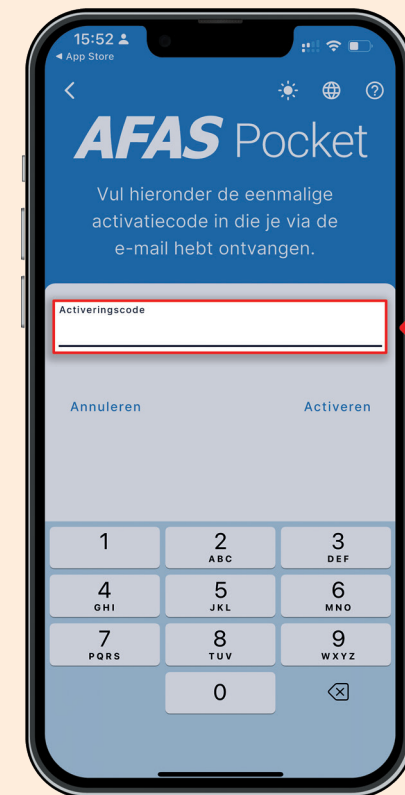 15:52
App Store
AFAS Pocket
Vul hieronder de eenmalige
activatiecode in die je via de
e-mail hebt ontvangen.
Activeringscode
Annuleren
Activeren
1
2
ABC
3
DEF
4
GHI
5
JKL
6
MNO
7
PQRS
8
TUV
9
WXYZ
0